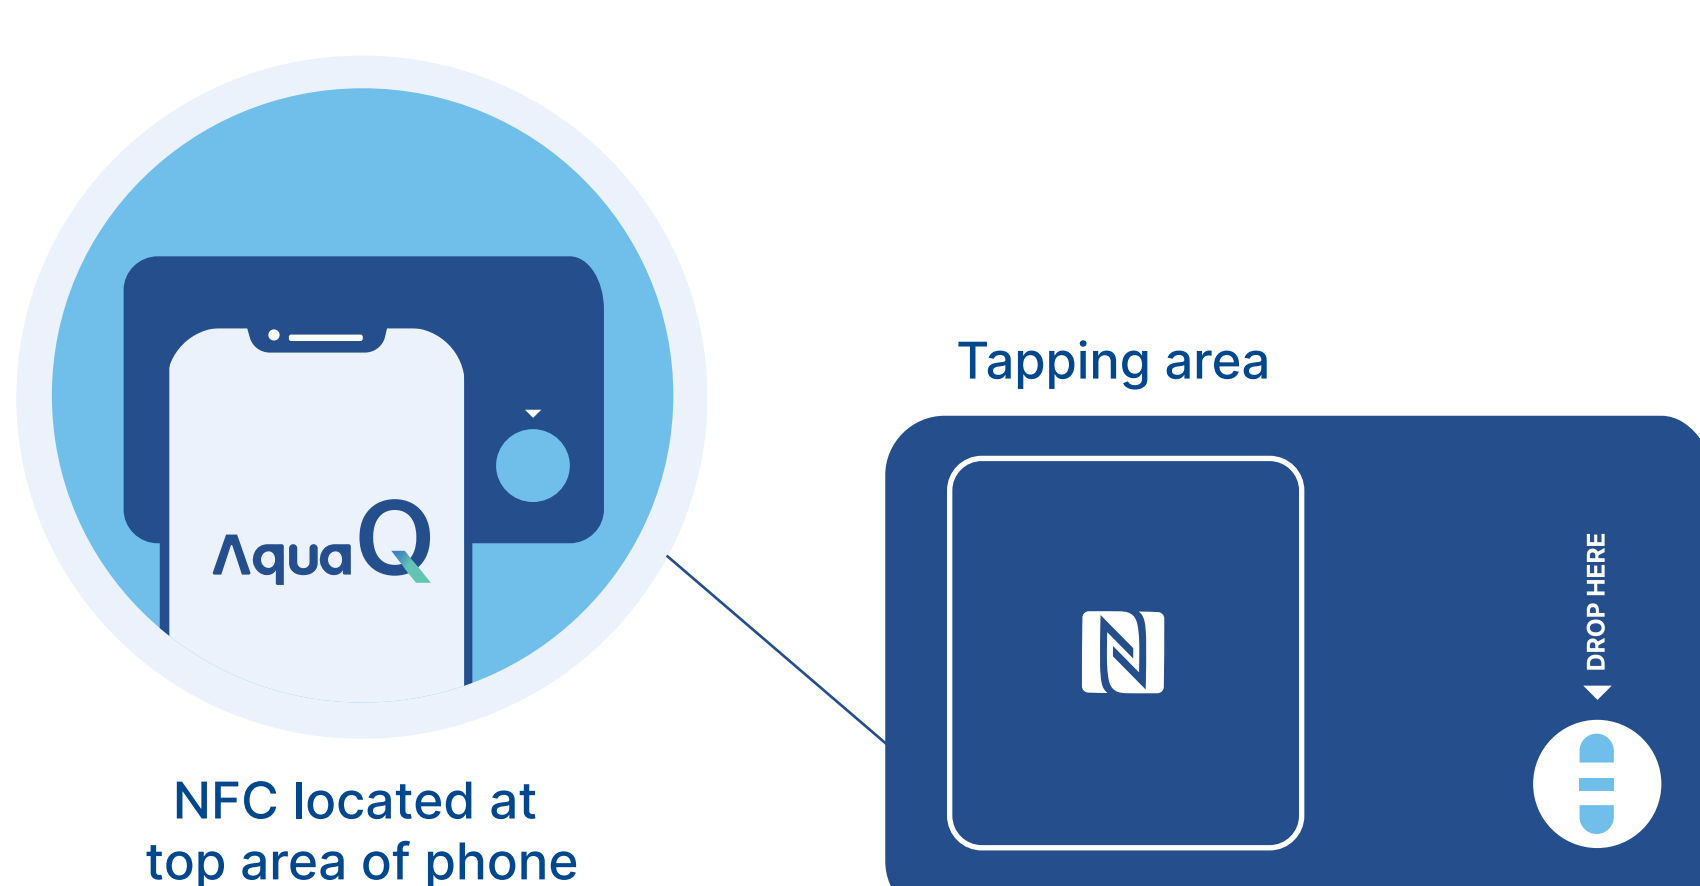 AquaQ
NFC located at
top area of phone
Tapping area
DROP HERE